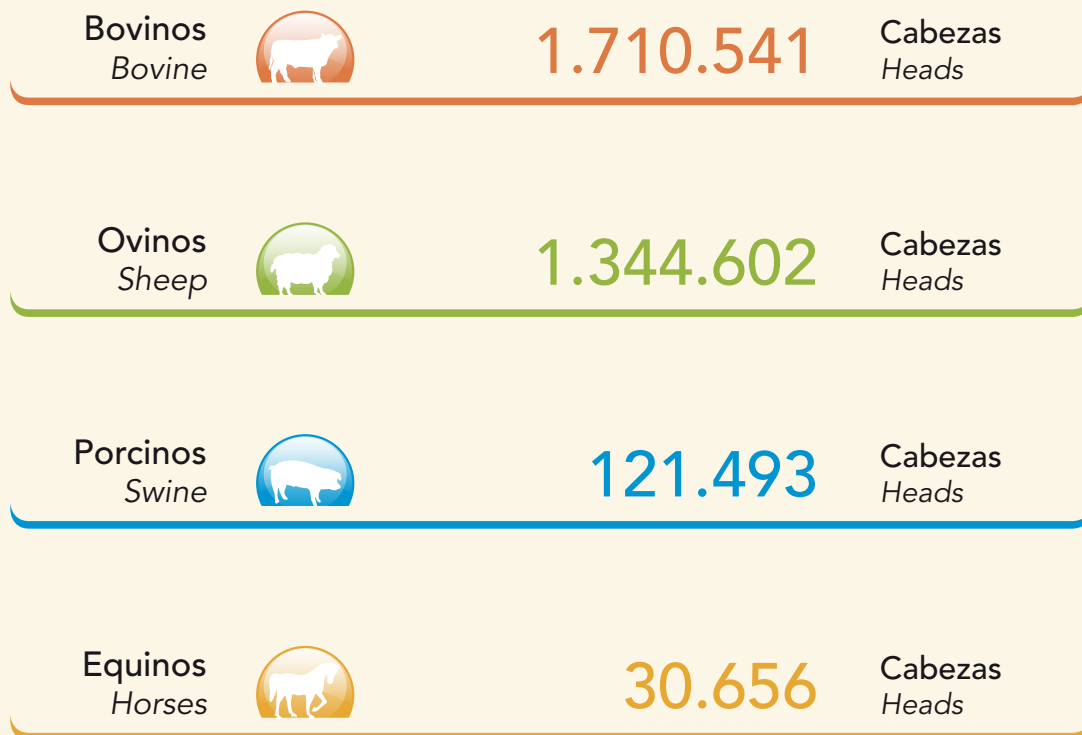 Bovinos
Bovine
1.710.541
Cabezas
Heads
Ovinos
Sheep
1.344.602
Cabezas
Heads
Porcinos
Swine
121.493
Cabezas
Heads
Equinos
Horses
30.656
Cabezas
Heads